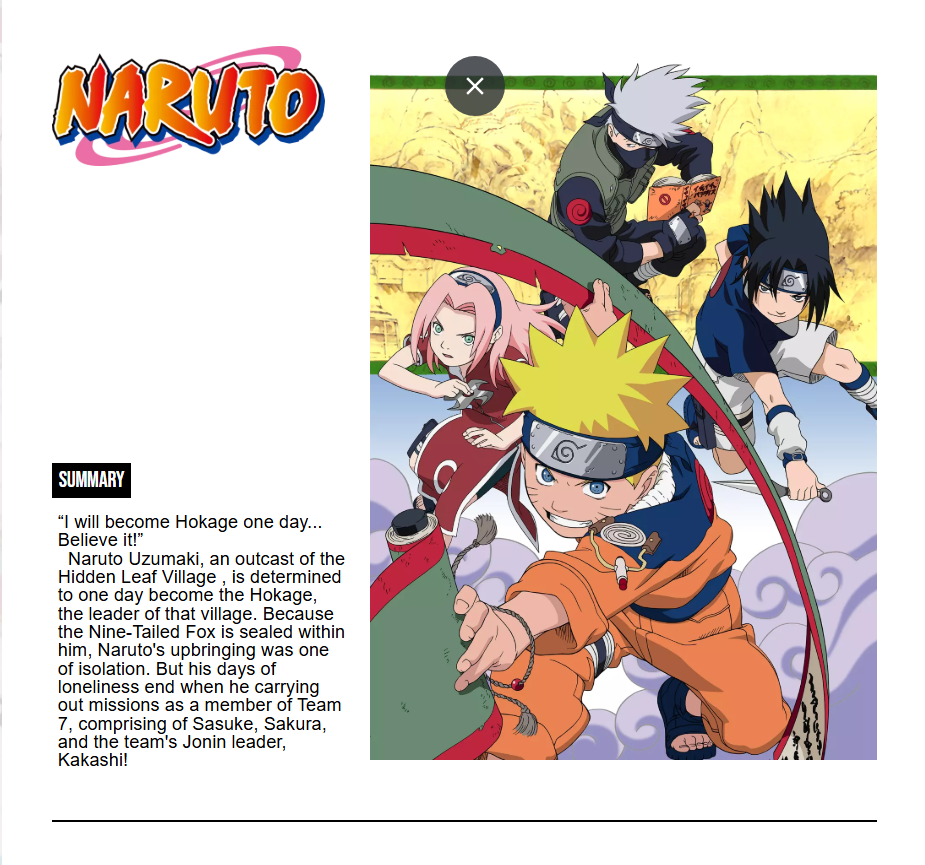 NARUTO
SUMMARY
“I will become Hokage one day...
Believe it!”
Naruto Uzumaki, an outcast of the
Hidden Leaf Village , is determined
to one day become the Hokage,
the leader of that village. Because
the Nine-Tailed Fox is sealed within
him, Naruto's upbringing was one
of isolation. But his days of
loneliness end when he carrying
out missions as a member of Team
7, comprising of Sasuke, Sakura,
and the team's Jonin leader,
Kakashi!